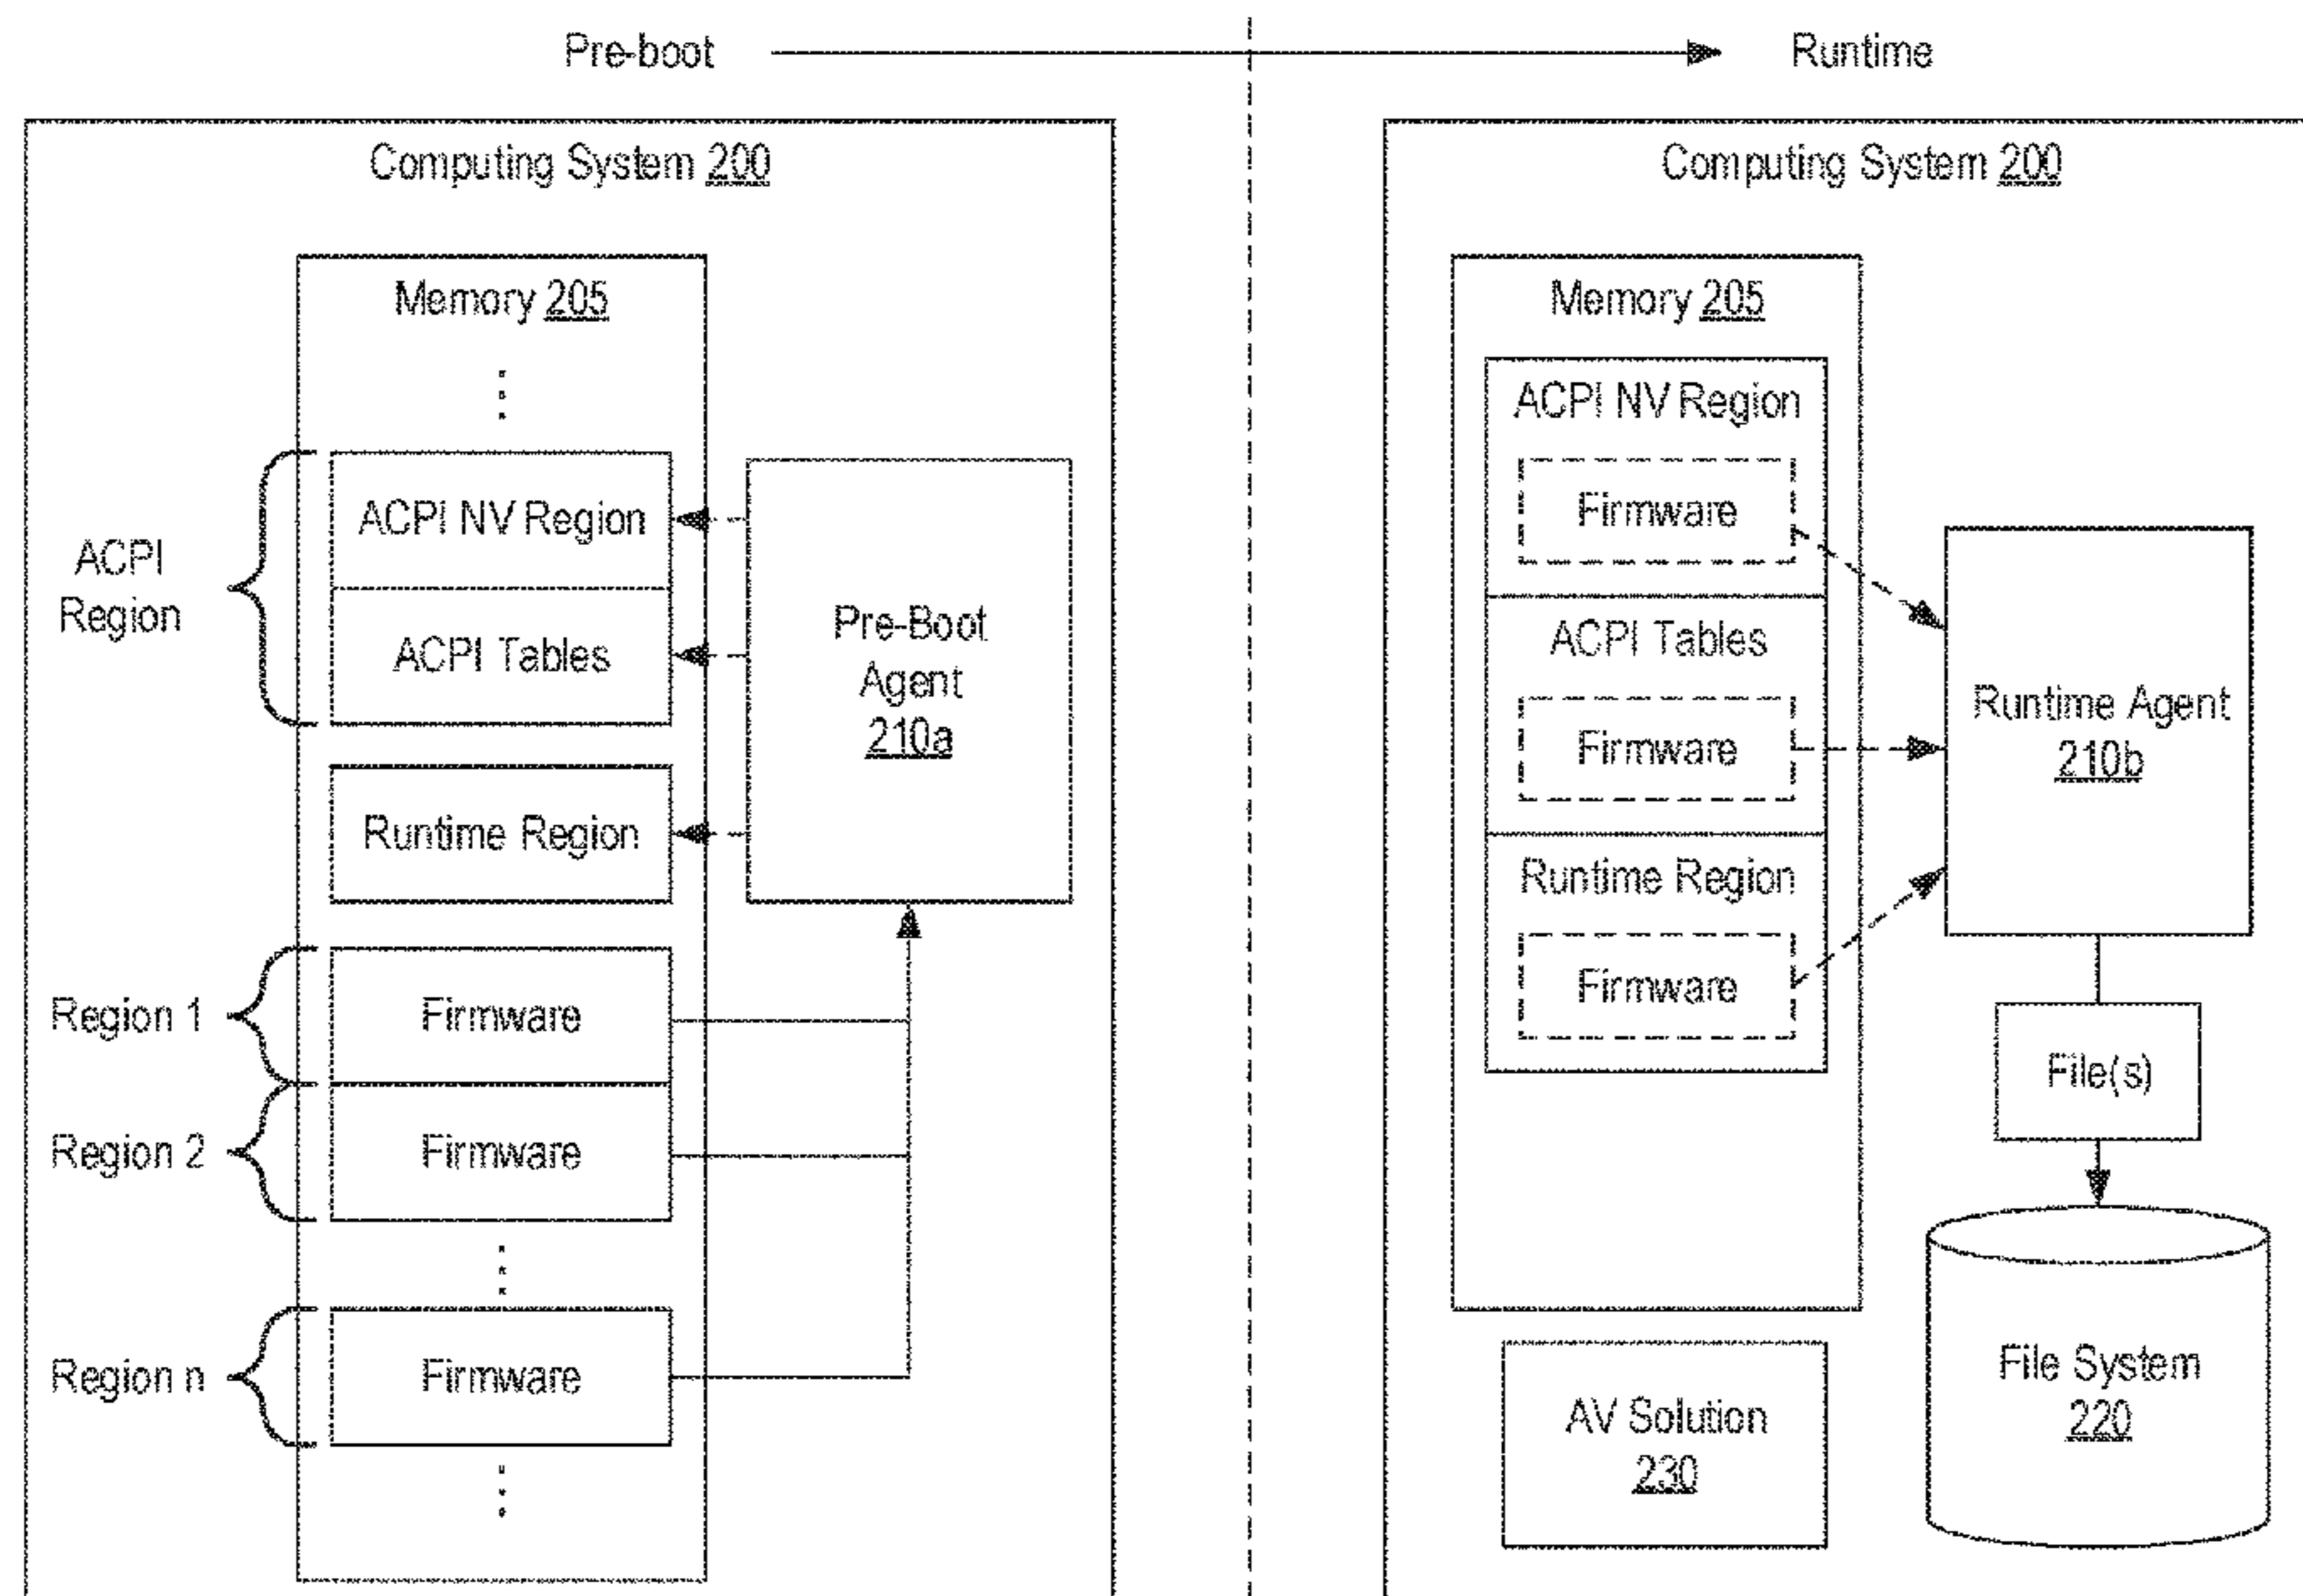 Pre-boot
Runtime
Computing System 200
Memory 205
ACPI
Region
ACPI NV Region
ACPI Tables
Runtime Region
Pre-Boot
Agent
210a
Region 1
Firmware
Region 2
Firmware
Region n
Firmware
Computing System 200
Memory 205
ACPI NV Region
Firmware
ACPI Tables
Firmware
Runtime Region
Firmware
Runtime Agent
210b
File(s)
File System
220
AV Solution
230